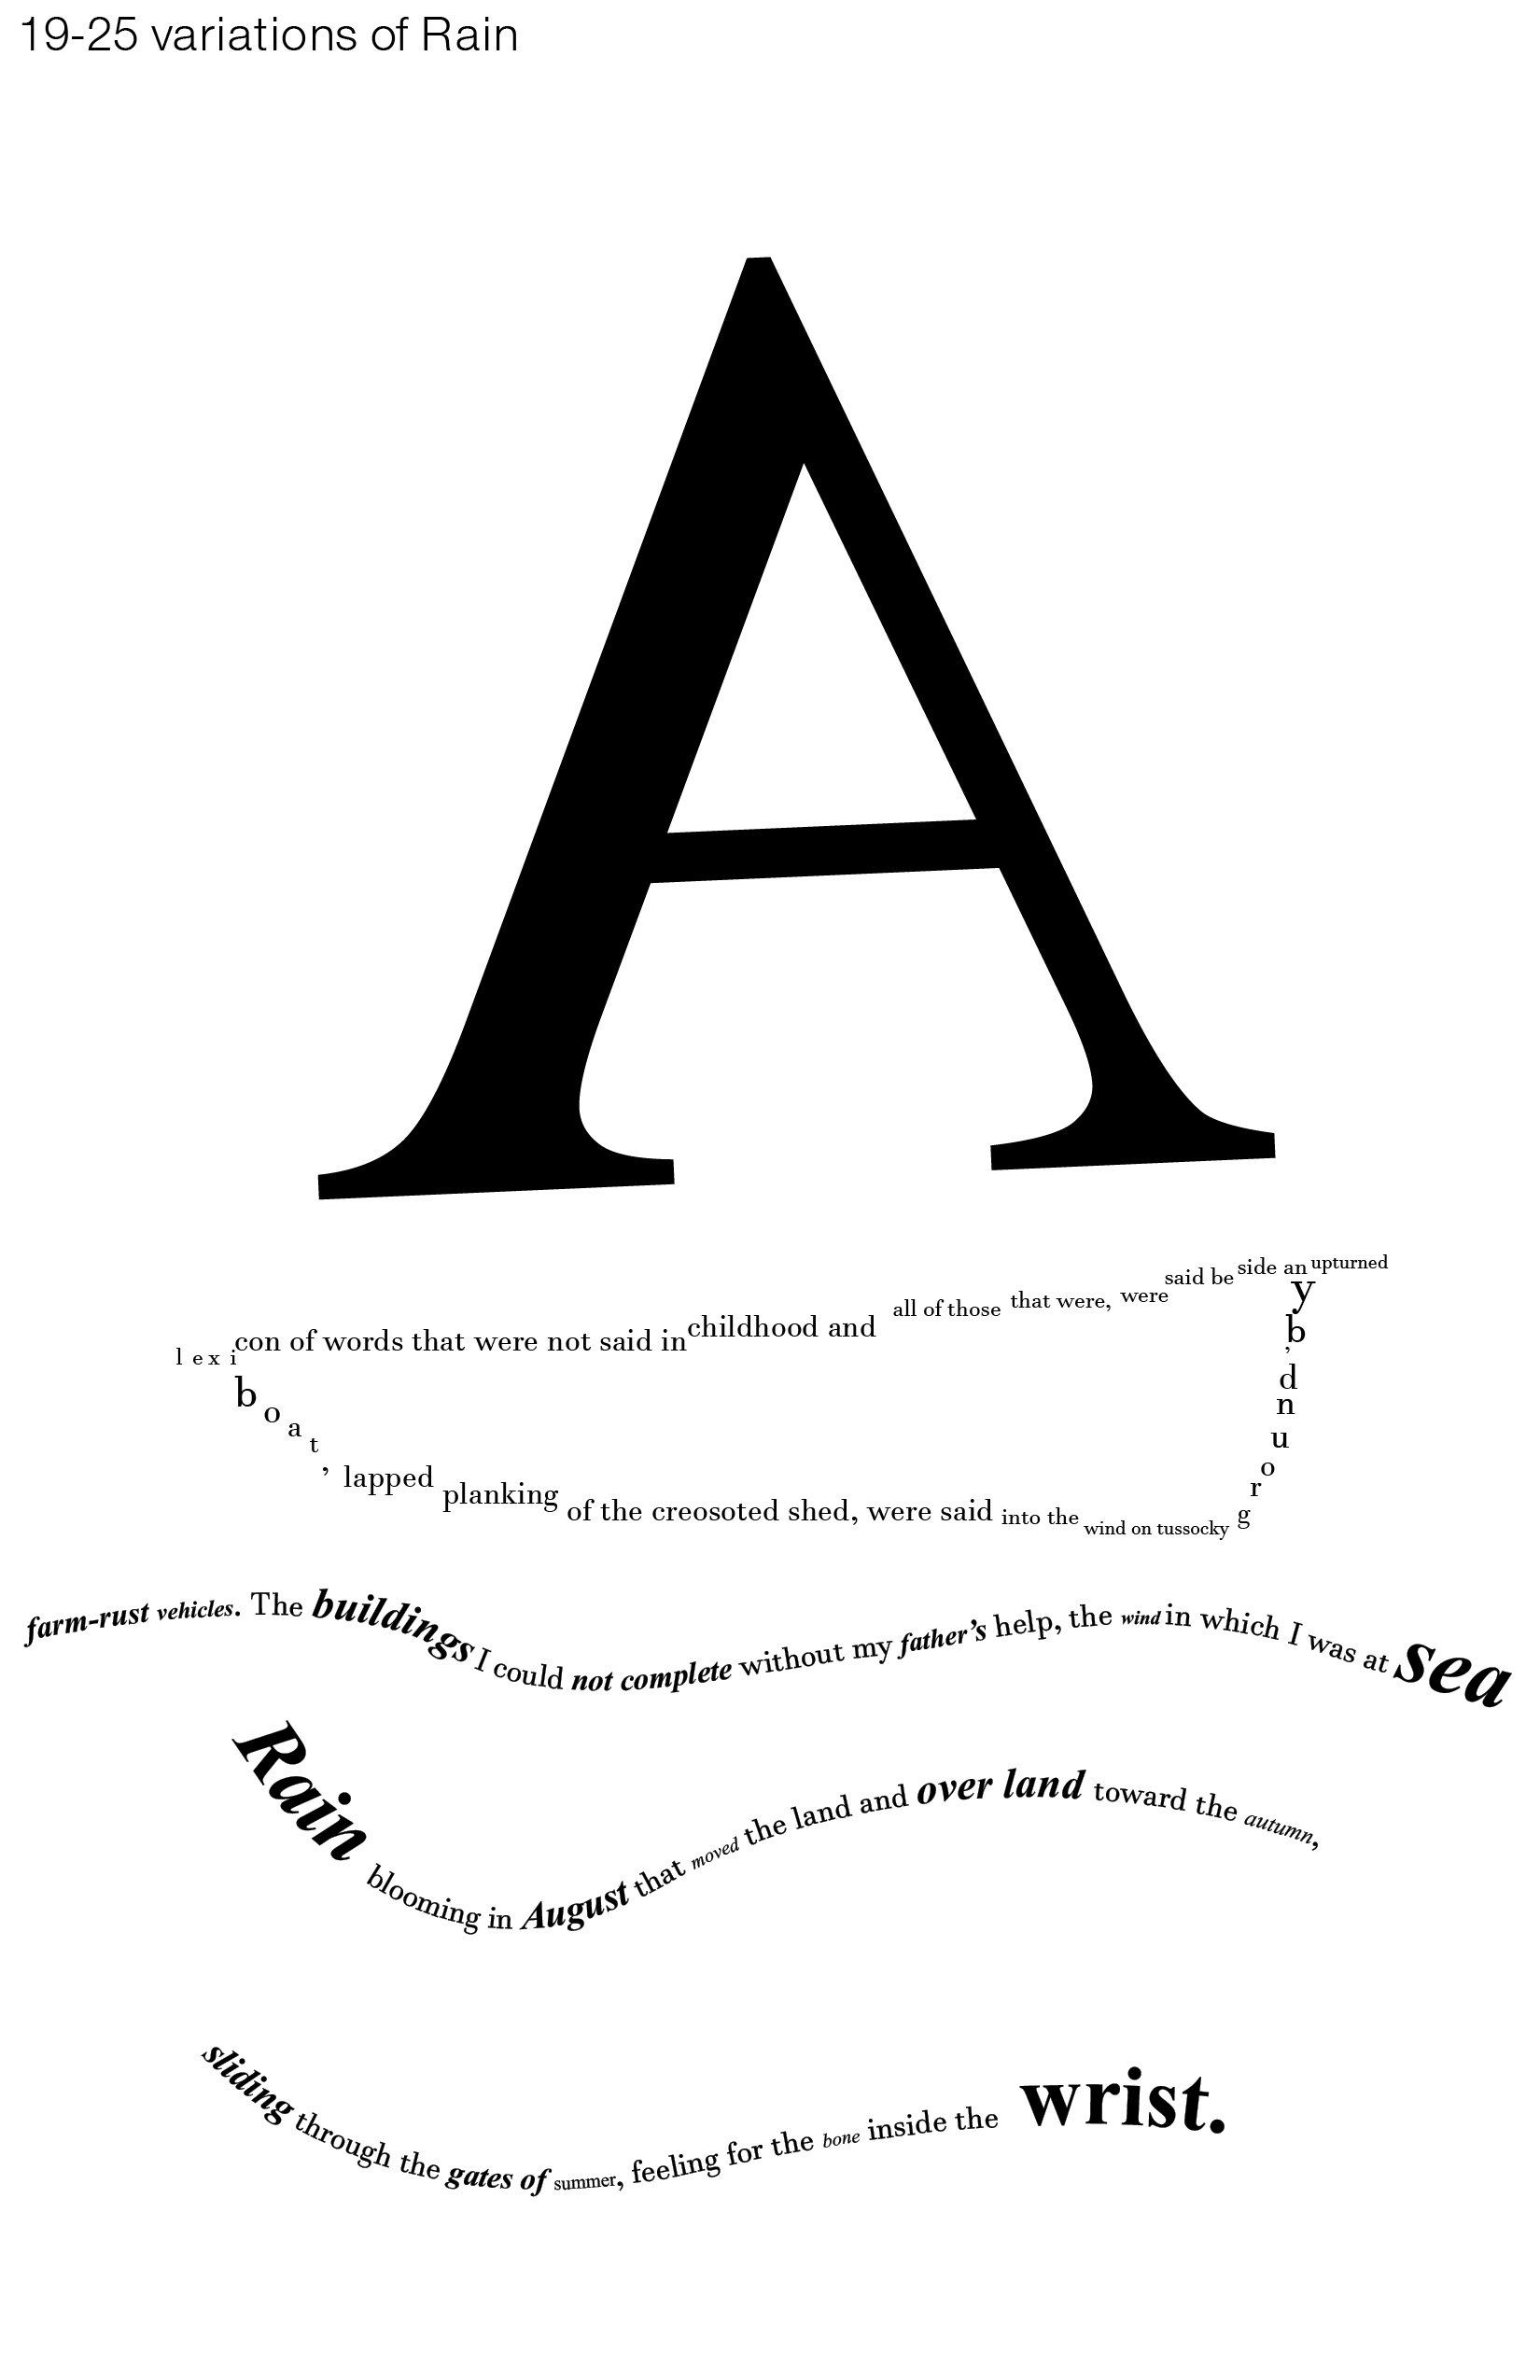 19-25 variations of Rain
A
lexicon of words that were not said in childhood and all of those that were, were said be side an upturned
boat, lapped planking of the creosoted shed, were said into the wind on tussocky ground, by
farm-rust vehicles. The buildings I could not complete without my father’s help, the wind in which I was at sea
Rain blooming in August that moved the land and over land toward the autumn,
sliding through the gates of summer, feeling for the bone inside the wrist.